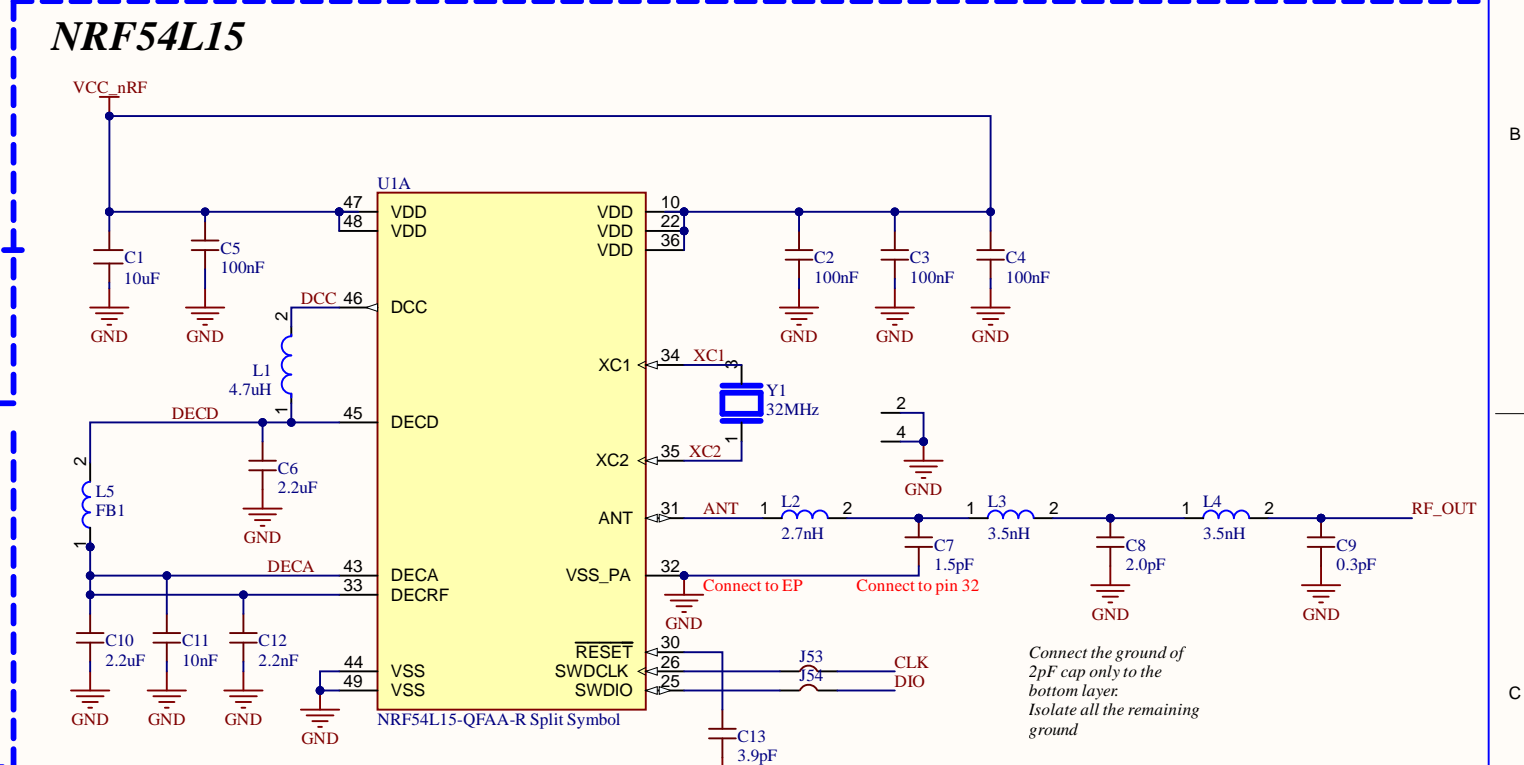 NRF54L15
VCC_nRF
B
U1A
47 VDD
48 VDD
VDD 10
VDD 22
VDD 36
C1
10uF
C5
100nF
C2
100nF
C3
100nF
C4
100nF
GND
GND
GND
GND
GND
DCC 46 DCC
2
L1
4.7uH
1
XC1 34 XC1 3
Y1
32MHz
1
XC2 35 XC2
2
4
GND
DECD 45 DECD
C6
2.2uF
GND
2
L5
FB1
1
ANT 31 ANT 1 L2 2
2.7nH
1 L3 2
3.5nH
1 L4 2
3.5nH
RF_OUT
C7
1.5pF
C8
2.0pF
C9
0.3pF
GND
GND
DECA 43 DECA
33 DECRF
VSS_PA 32
Connect to EP
Connect to pin 32
GND
C10
2.2uF
C11
10nF
C12
2.2nF
GND
GND
GND
44 VSS
49 VSS
GND
RESET 30
SWDCLK 26
SWDIO 25
J53 CLK
J54 DIO
NRF54L15-QFAA-R Split Symbol
C13
3.9pF
Connect the ground of
2pF cap only to the
bottom layer.
Isolate all the remaining
ground
C